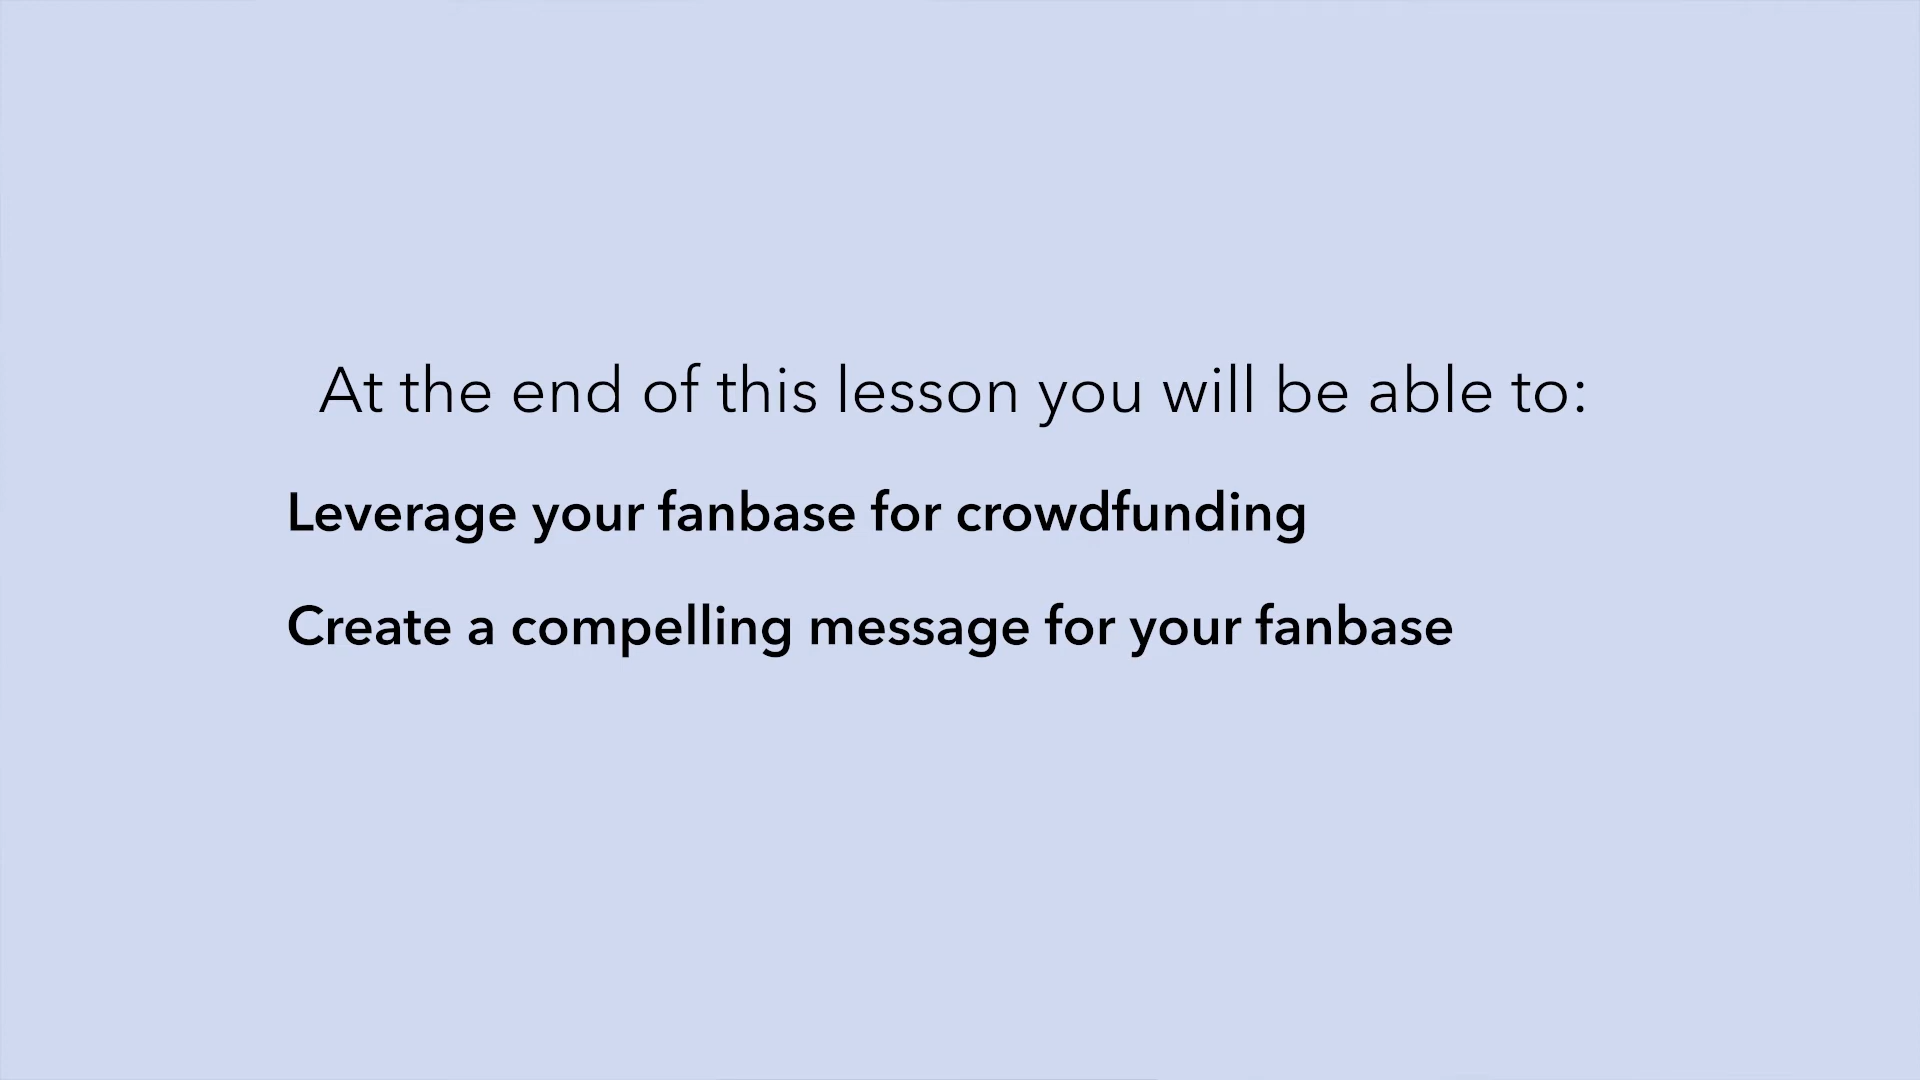 At the end of this lesson you will be able to:
Leverage your fanbase for crowdfunding
Create a compelling message for your fanbase